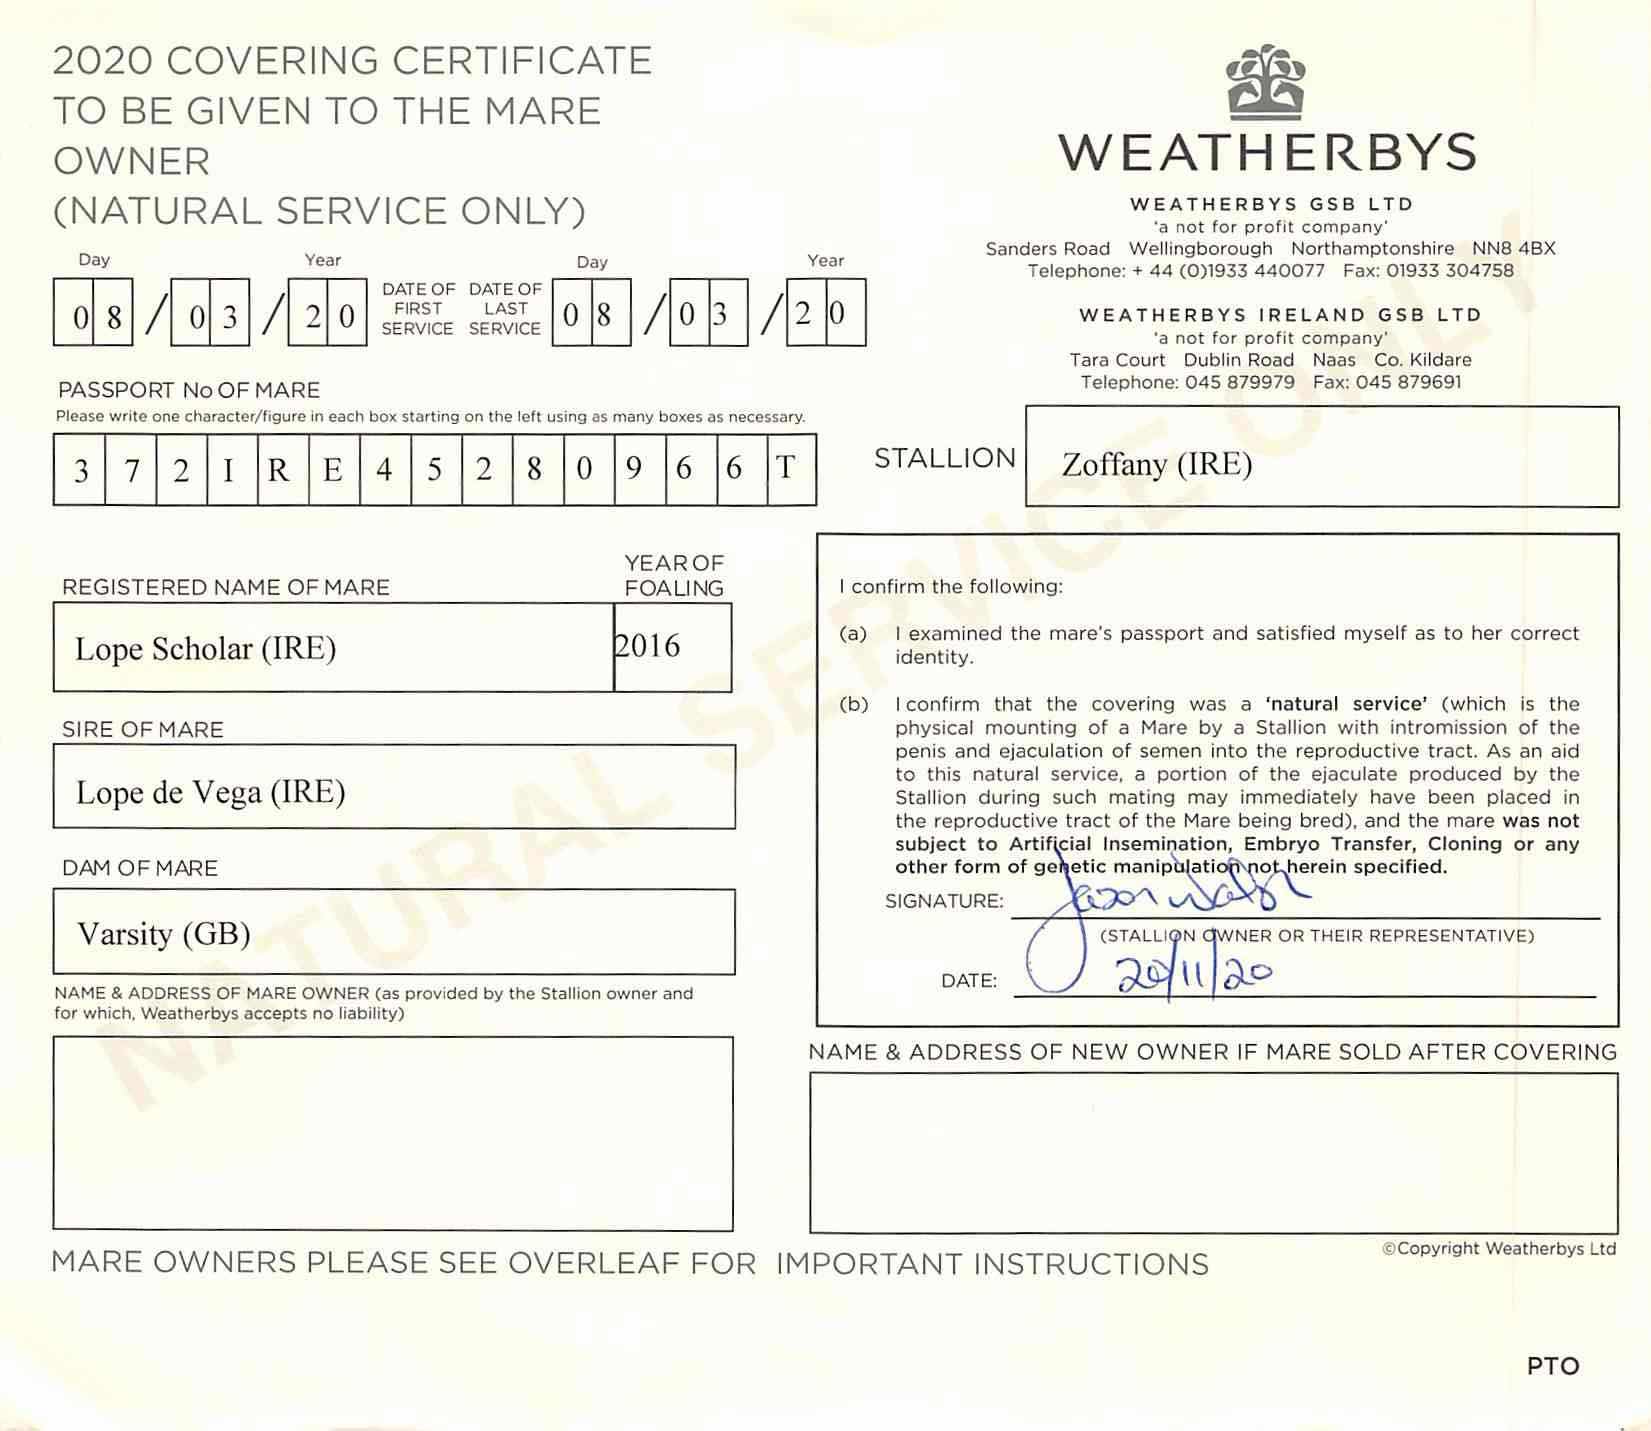 2020 COVERING CERTIFICATE
TO BE GIVEN TO THE MARE
OWNER
(NATURAL SERVICE ONLY)
WEATHERBYS
WEATHERBYS GSB LTD
'a not for profit company'
Sanders Road Wellingborough Northamptonshire NN8 4BX
Telephone: + 44 (0)1933 440077 Fax: 01933 304758
WEATHERBYS IRELAND GSB LTD
'a not for profit company'
Tara Court Dublin Road Naas Co. Kildare
Telephone: 045 879979 Fax: 045 879691
Day Year Day Year
08/03/20 DATE OF FIRST SERVICE DATE OF LAST SERVICE 08/03/20
PASSPORT No OF MARE
Please write one character/figure in each box starting on the left using as many boxes as necessary.
372IRE45280966T
STALLION Zoffany (IRE)
REGISTERED NAME OF MARE YEAR OF FOALING
Lope Scholar (IRE) 2016
SIRE OF MARE
Lope de Vega (IRE)
DAM OF MARE
Varsity (GB)
NAME & ADDRESS OF MARE OWNER (as provided by the Stallion owner and
for which, Weatherbys accepts no liability)
I confirm the following:
(a) I examined the mare's passport and satisfied myself as to her correct
identity.
(b) I confirm that the covering was a 'natural service' (which is the
physical mounting of a Mare by a Stallion with intromission of the
penis and ejaculation of semen into the reproductive tract. As an aid
to this natural service, a portion of the ejaculate produced by the
Stallion during such mating may immediately have been placed in
the reproductive tract of the Mare being bred), and the mare was not
subject to Artificial Insemination, Embryo Transfer, Cloning or any
other form of genetic manipulation not herein specified.
SIGNATURE: Jason Walsh
(STALLION OWNER OR THEIR REPRESENTATIVE)
DATE: 20/11/20
NAME & ADDRESS OF NEW OWNER IF MARE SOLD AFTER COVERING
NATURAL SERVICE ONLY
©Copyright Weatherbys Ltd
MARE OWNERS PLEASE SEE OVERLEAF FOR IMPORTANT INSTRUCTIONS
PTO